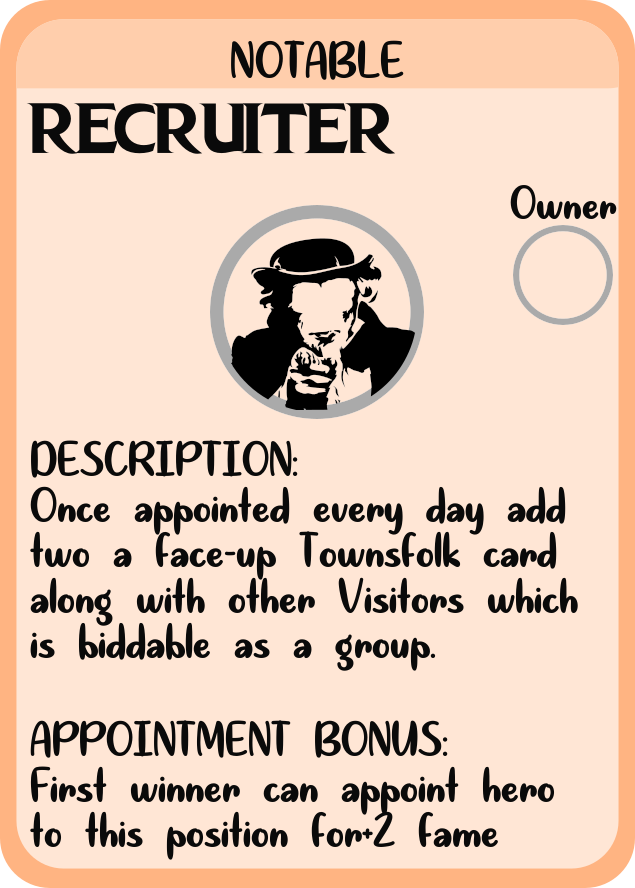 NOTABLE
RECRUITER
Owner
DESCRIPTION:
Once appointed every day add
two a face-up Townsfolk card
along with other Visitors which
is biddable as a group.
APPOINTMENT BONUS:
First winner can appoint hero
to this position for+2 fame